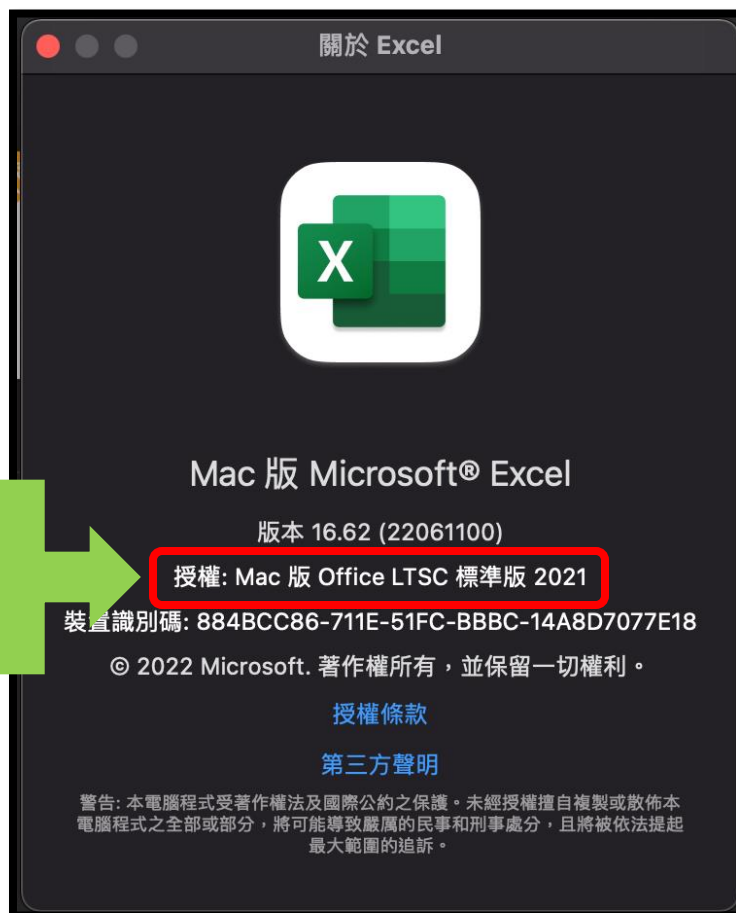 關於 Excel
X
Mac 版 Microsoft® Excel
版本 16.62 (22061100)
授權: Mac 版 Office LTSC 標準版 2021
裝置識別碼: 884BCC86-711E-51FC-BBBC-14A8D7077E18
© 2022 Microsoft. 著作權所有，並保留一切權利。
授權條款
第三方聲明
警告: 本電腦程式受著作權法及國際公約之保護。未經授權擅自複製或散佈本
電腦程式之全部或部分，將可能導致嚴厲的民事和刑事處分，且將被依法提起
最大範圍的追訴。